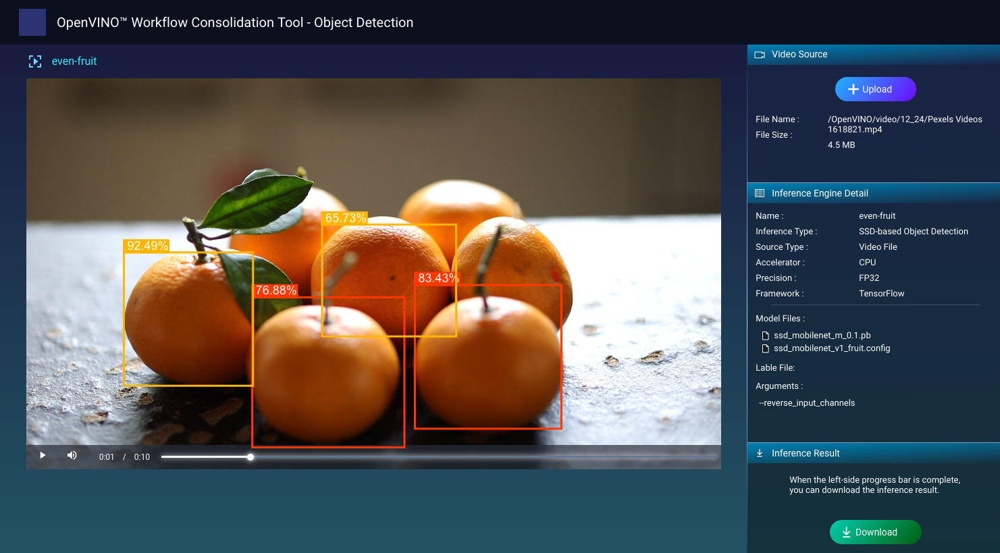 OpenVINO™ Workflow Consolidation Tool - Object Detection
even-fruit
65.73%
92.49%
83.43%
76.88%
0:01 / 0:10
Video Source
Upload
File Name : /OpenVINO/video/12_24/Pexels Videos
1618821.mp4
File Size :
4.5 MB
Inference Engine Detail
Name : even-fruit
Inference Type : SSD-based Object Detection
Source Type : Video File
Accelerator : CPU
Precision : FP32
Framework : TensorFlow
Model Files :
ssd_mobilenet_m_0.1.pb
ssd_mobilenet_v1_fruit.config
Lable File:
Arguments :
--reverse_input_channels
Inference Result
When the left-side progress bar is complete,
you can download the inference result.
Download